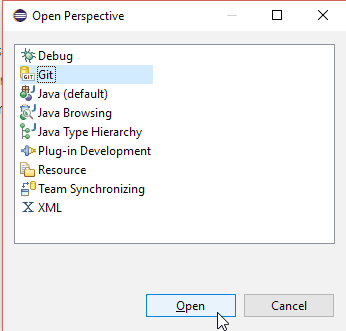 Open Perspective
Debug
Git
Java (default)
Java Browsing
Java Type Hierarchy
Plug-in Development
Resource
Team Synchronizing
XML
Open
Cancel